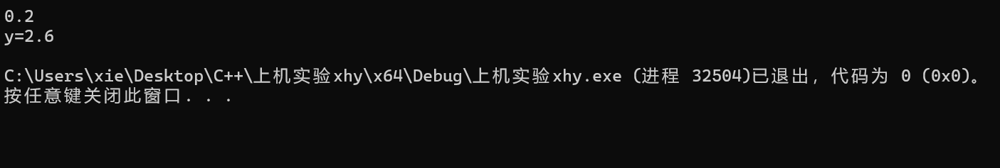 0.2
y=2.6
C:\Users\xie\Desktop\C++\上机实验xhy\x64\Debug\上机实验xhy.exe (进程 32504)已退出，代码为 0 (0x0)。
按任意键关闭此窗口. . .